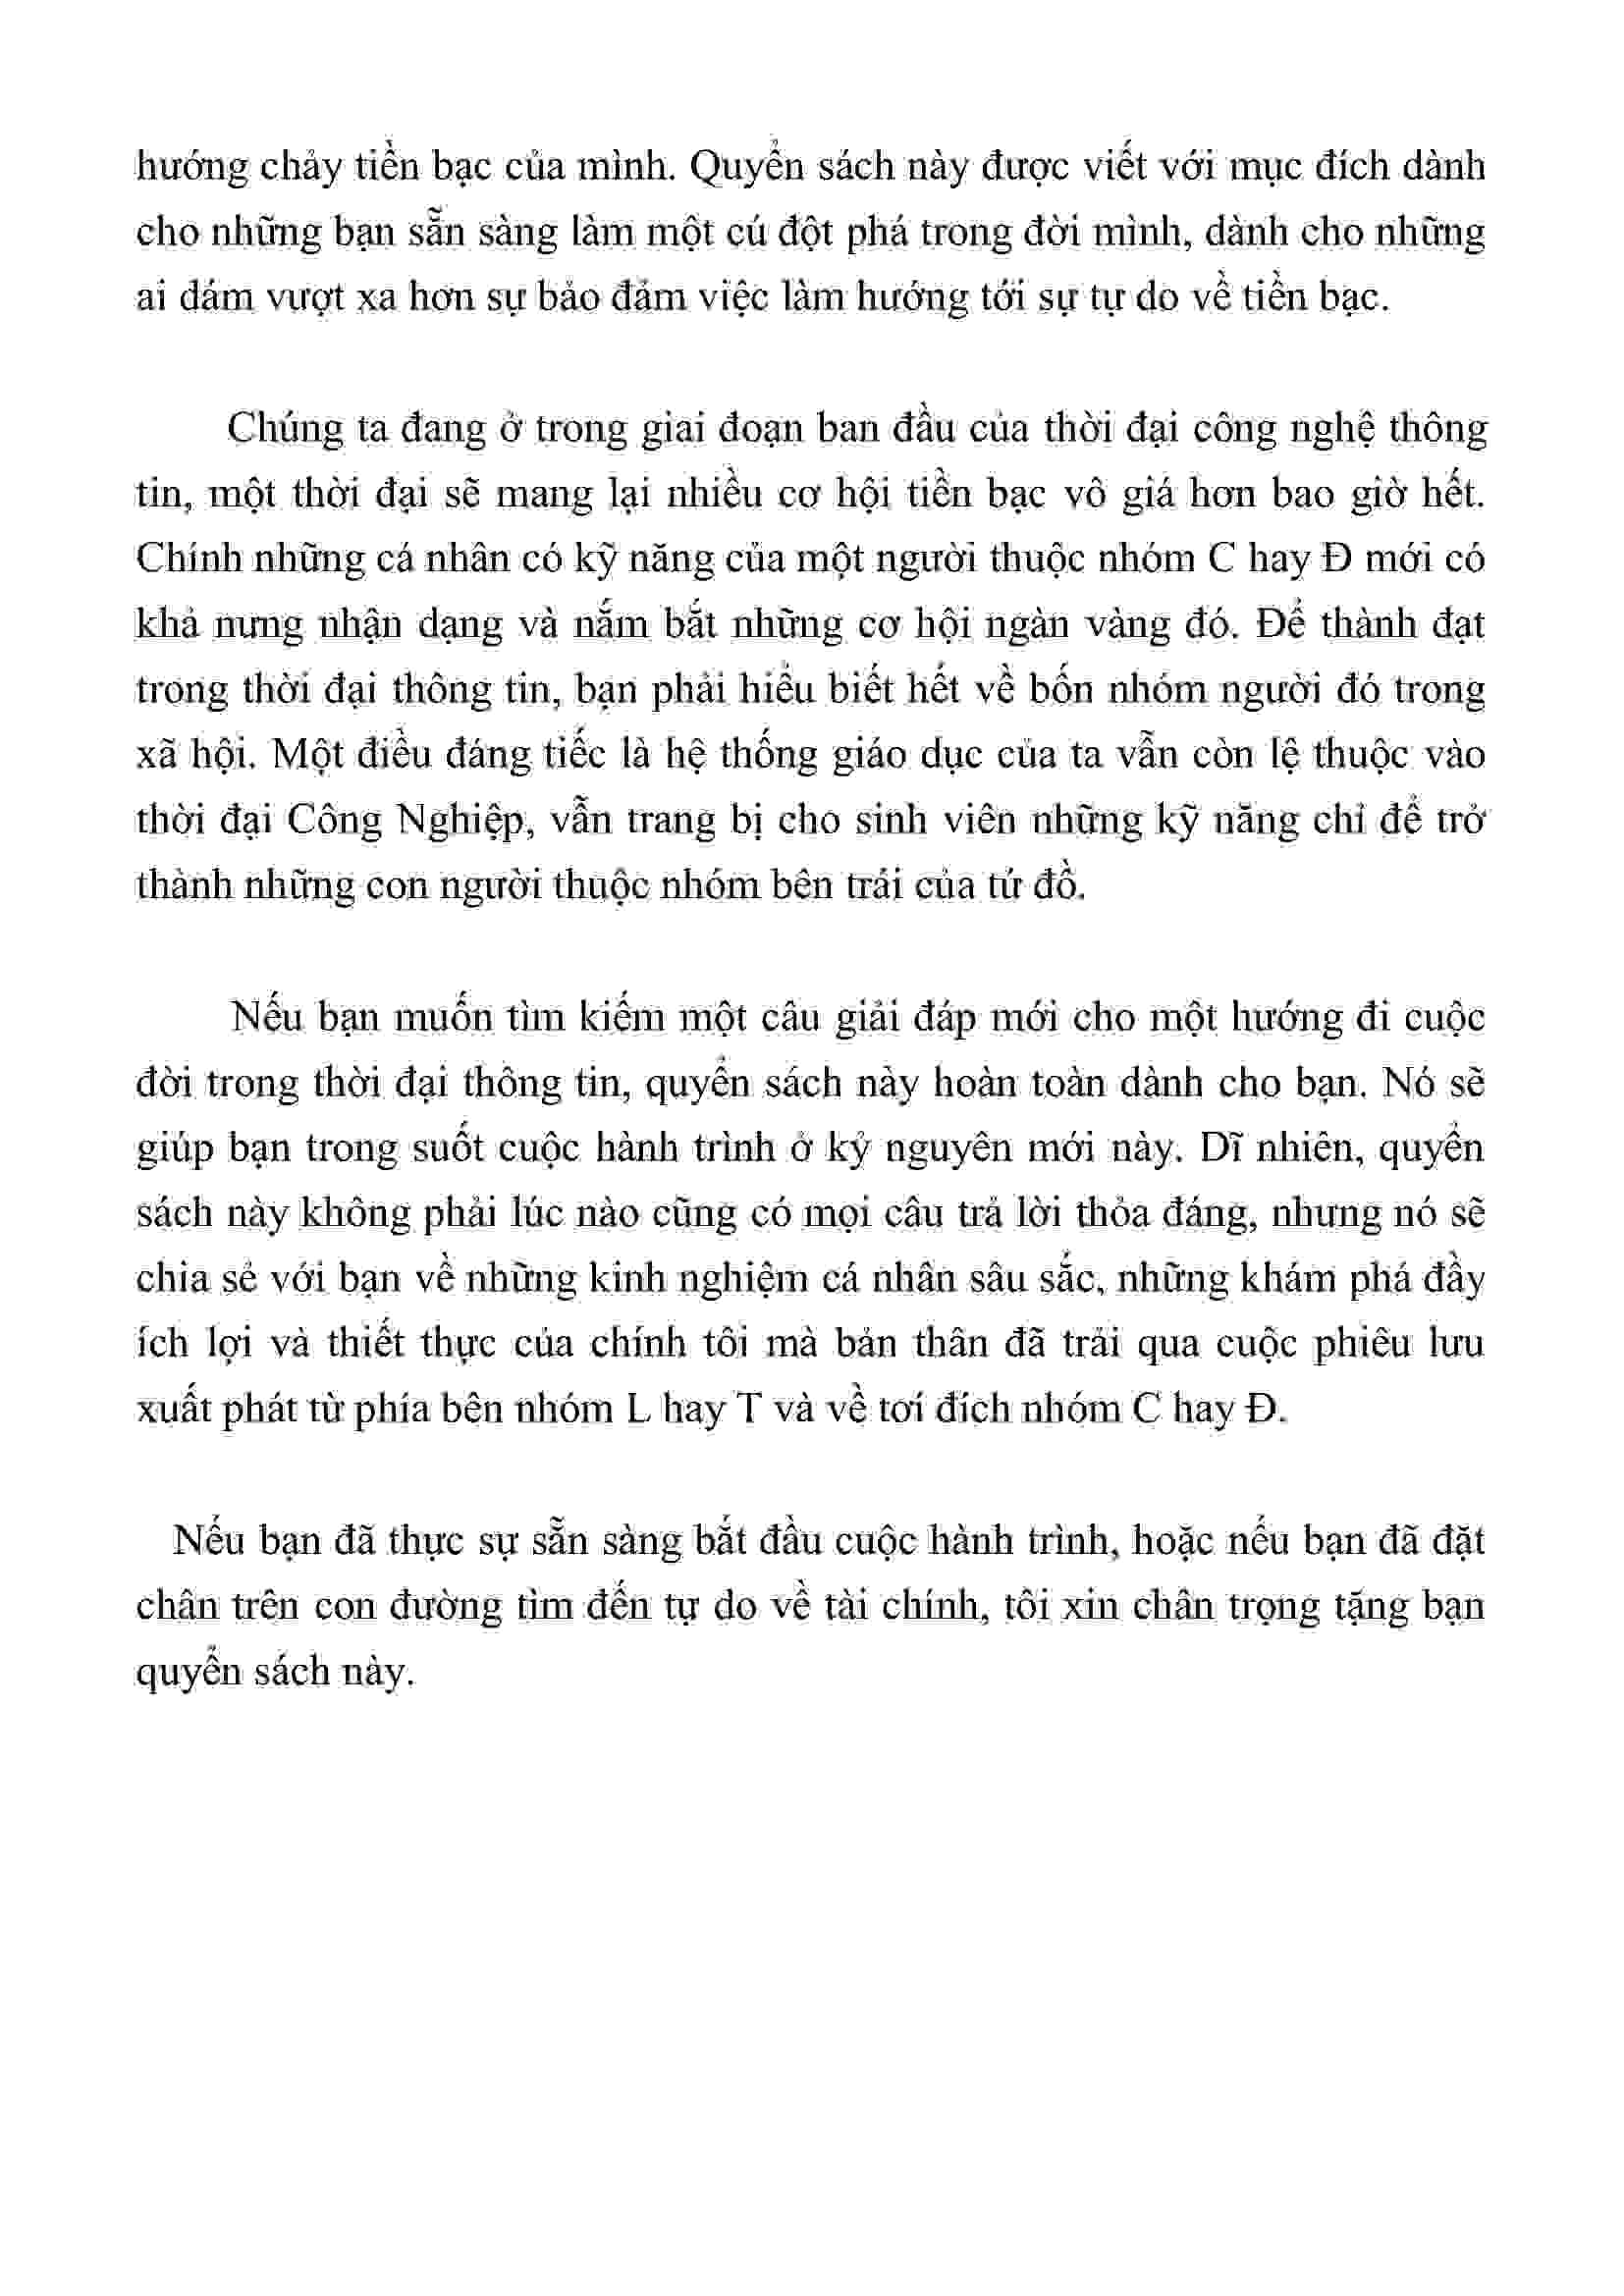 hướng chảy tiền bạc của mình. Quyển sách này được viết với mục đích dành
cho những bạn sẵn sàng làm một cú đột phá trong đời mình, dành cho những
ai dám vượt xa hơn sự bảo đảm việc làm hướng tới sự tự do về tiền bạc.
Chúng ta đang ở trong giai đoạn ban đầu của thời đại công nghệ thông
tin, một thời đại sẽ mang lại nhiều cơ hội tiền bạc vô giá hơn bao giờ hết.
Chính những cá nhân có kỹ năng của một người thuộc nhóm C hay Đ mới có
khả nưng nhận dạng và nắm bắt những cơ hội ngàn vàng đó. Để thành đạt
trong thời đại thông tin, bạn phải hiểu biết hết về bốn nhóm người đó trong
xã hội. Một điều đáng tiếc là hệ thống giáo dục của ta vẫn còn lệ thuộc vào
thời đại Công Nghiệp, vẫn trang bị cho sinh viên những kỹ năng chỉ để trở
thành những con người thuộc nhóm bên trái của tứ đồ.
Nếu bạn muốn tìm kiếm một câu giải đáp mới cho một hướng đi cuộc
đời trong thời đại thông tin, quyển sách này hoàn toàn dành cho bạn. Nó sẽ
giúp bạn trong suốt cuộc hành trình ở kỷ nguyên mới này. Dĩ nhiên, quyển
sách này không phải lúc nào cũng có mọi câu trả lời thỏa đáng, nhưng nó sẽ
chia sẻ với bạn về những kinh nghiệm cá nhân sâu sắc, những khám phá đầy
ích lợi và thiết thực của chính tôi mà bản thân đã trải qua cuộc phiêu lưu
xuất phát từ phía bên nhóm L hay T và về tơí đích nhóm C hay Đ.
Nếu bạn đã thực sự sẵn sàng bắt đầu cuộc hành trình, hoặc nếu bạn đã đặt
chân trên con đường tìm đến tự do về tài chính, tôi xin chân trọng tặng bạn
quyển sách này.